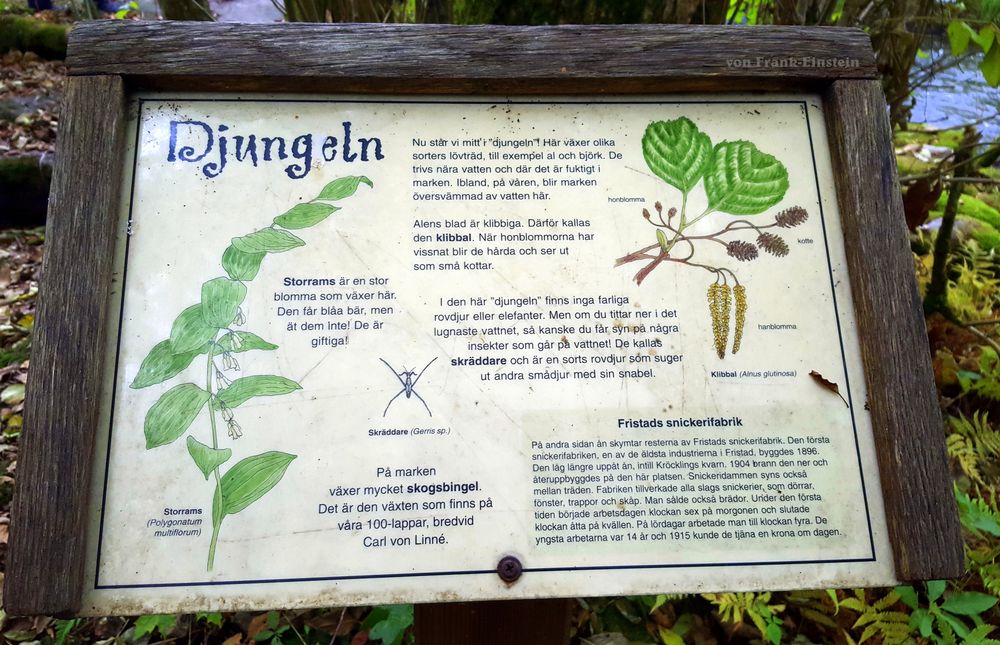 von Frank-Einstein
Djungeln
Nu står vi mitt i "djungeln"! Här växer olika
sorters lövträd, till exempel al och björk. De
trivs nära vatten och där det är fuktigt i
marken. Ibland, på våren, blir marken
översvämmad av vatten här.
Alens blad är klibbiga. Därför kallas
den klibbal. När honblommorna har
vissnat blir de hårda och ser ut
som små kottar.
honblomma
kotte
hanblomma
Klibbal (Alnus glutinosa)
Storrams är en stor
blomma som växer här.
Den får blåa bär, men
ät dem Inte! De är
giftiga!
I den här "djungeln" finns inga farliga
rovdjur eller elefanter. Men om du tittar ner i det
lugnaste vattnet, så kanske du får syn på några
insekter som går på vattnet! De kallas
skräddare och är en sorts rovdjur som suger
ut andra smådjur med sin snabel.
Skräddare (Gerris sp.)
På marken
växer mycket skogsbingel.
Det är den växten som finns på
våra 100-lappar, bredvid
Carl von Linné.
Storrams
(Polygonatum
multiflorum)
Fristads snickerifabrik
På andra sidan ån skymtar resterna av Fristads snickerifabrik. Den första
snickerifabriken, en av de äldsta industrierna i Fristad, byggdes 1896.
Den låg längre uppåt ån, intill Kröcklings kvarn. 1904 brann den ner och
återuppbyggdes på den här platsen. Snickeridammen syns också
mellan träden. Fabriken tillverkade alla slags snickerier, som dörrar,
fönster, trappor och skåp. Man sålde också brädor. Under den första
tiden började arbetsdagen klockan sex på morgonen och slutade
klockan åtta på kvällen. På lördagar arbetade man till klockan fyra. De
yngsta arbetarna var 14 år och 1915 kunde de tjäna en krona om dagen.